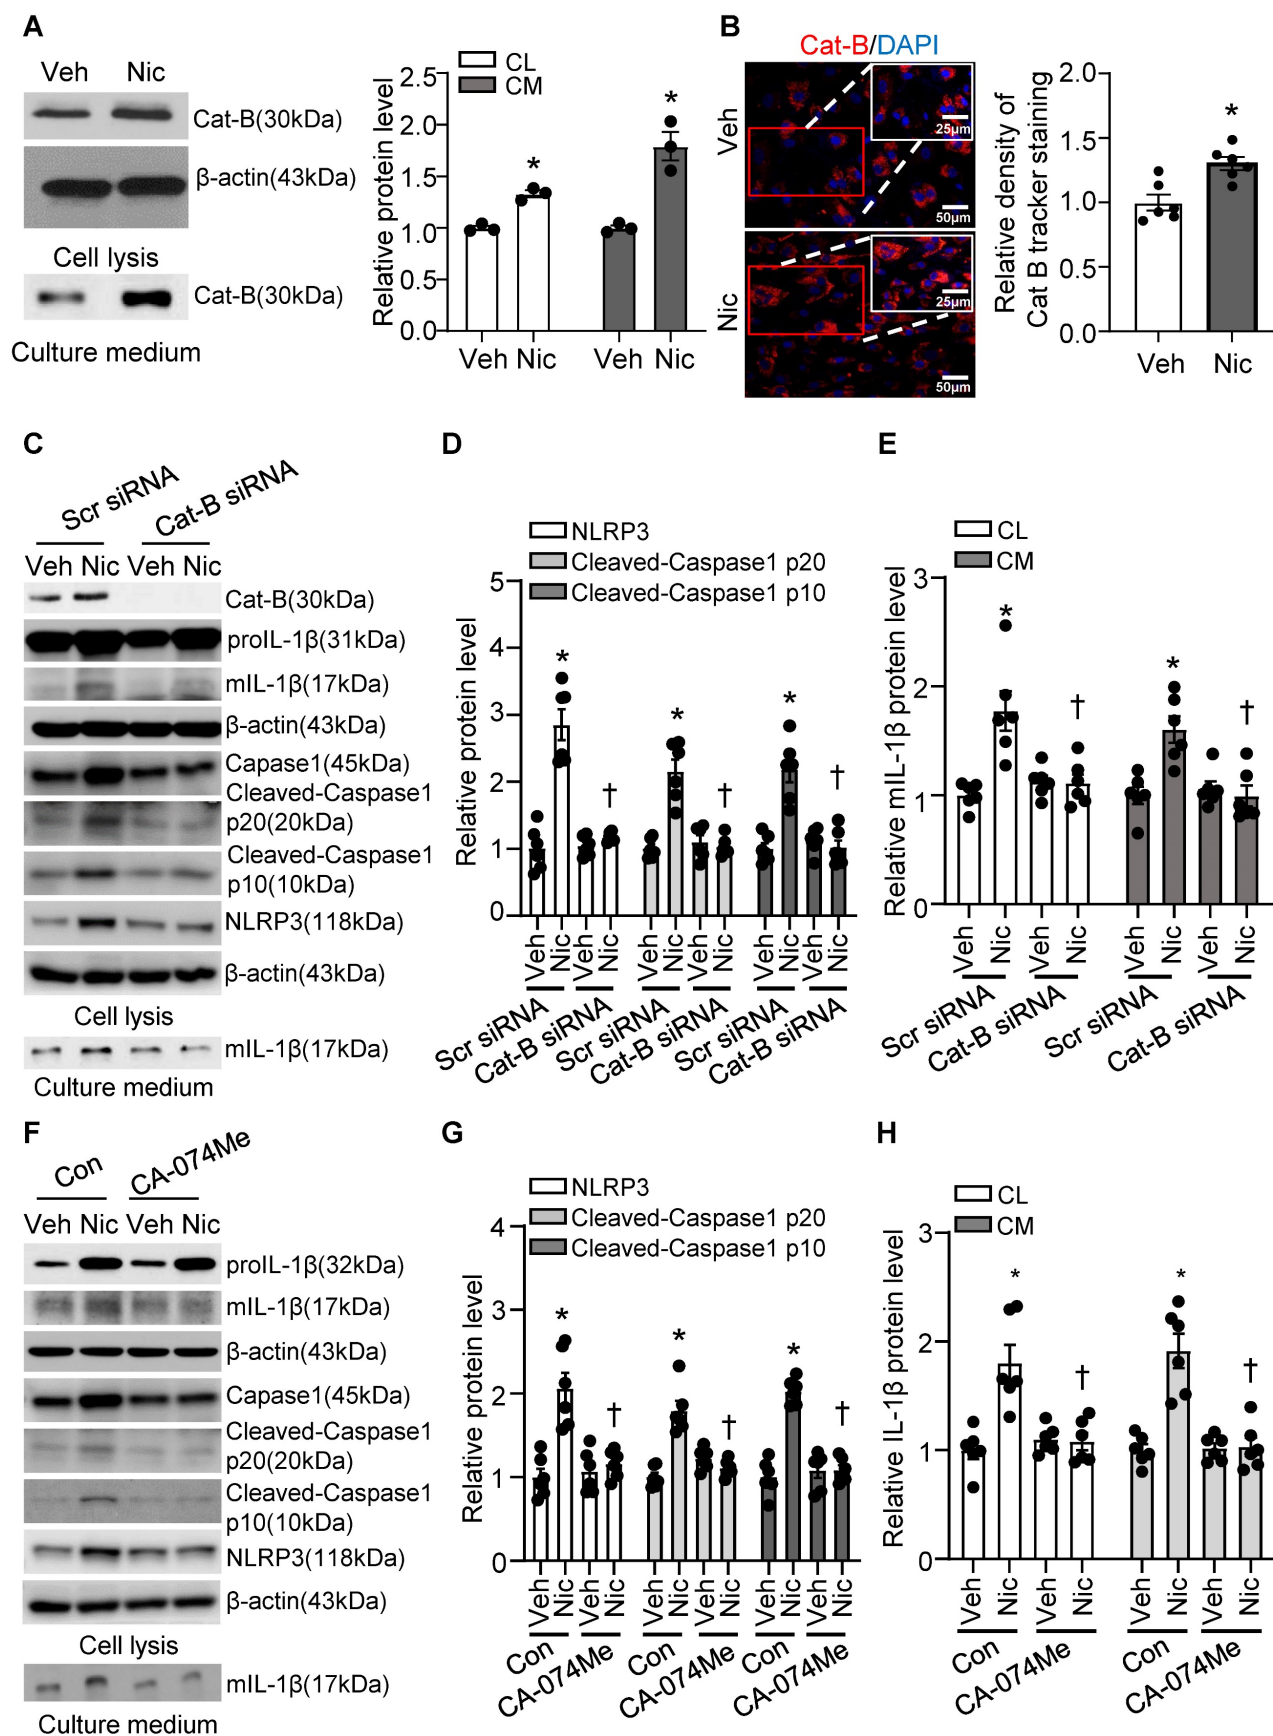 A
Veh Nic
Cat-B(30kDa)
β-actin(43kDa)
Cell lysis
Cat-B(30kDa)
Culture medium
CL
CM
Relative protein level
2.5
2.0
1.5
1.0
0.5
0.0
* *
Veh Nic Veh Nic
B
Cat-B/DAPI
Veh
25μm
50μm
Nic
25μm
50μm
Relative density of
Cat B tracker staining
2.0
1.5
1.0
0.5
0.0
*
Veh Nic
C
Scr siRNA Cat-B siRNA
Veh Nic Veh Nic
Cat-B(30kDa)
proIL-1β(31kDa)
mIL-1β(17kDa)
β-actin(43kDa)
Capase1(45kDa)
Cleaved-Caspase1
p20(20kDa)
Cleaved-Caspase1
p10(10kDa)
NLRP3(118kDa)
β-actin(43kDa)
Cell lysis
mIL-1β(17kDa)
Culture medium
D
NLRP3
Cleaved-Caspase1 p20
Cleaved-Caspase1 p10
Relative protein level
5
4
3
2
1
0
* † * † * †
Veh Nic Veh Nic Veh Nic Veh Nic Veh Nic Veh Nic
Scr siRNA Cat-B siRNA Scr siRNA Cat-B siRNA Scr siRNA Cat-B siRNA
E
CL
CM
Relative mIL-1β protein level
3
2
1
0
* † * †
Veh Nic Veh Nic Veh Nic Veh Nic
Scr siRNA Cat-B siRNA Scr siRNA Cat-B siRNA
F
Con CA-074Me
Veh Nic Veh Nic
proIL-1β(32kDa)
mIL-1β(17kDa)
β-actin(43kDa)
Capase1(45kDa)
Cleaved-Caspase1
p20(20kDa)
Cleaved-Caspase1
p10(10kDa)
NLRP3(118kDa)
β-actin(43kDa)
Cell lysis
mIL-1β(17kDa)
Culture medium
G
NLRP3
Cleaved-Caspase1 p20
Cleaved-Caspase1 p10
Relative protein level
4
3
2
1
0
* † * † * †
Veh Nic Veh Nic Veh Nic Veh Nic Veh Nic Veh Nic
Con CA-074Me Con CA-074Me Con CA-074Me
H
CL
CM
Relative IL-1β protein level
3
2
1
0
* † * †
Veh Nic Veh Nic Veh Nic Veh Nic
Con CA-074Me Con CA-074Me